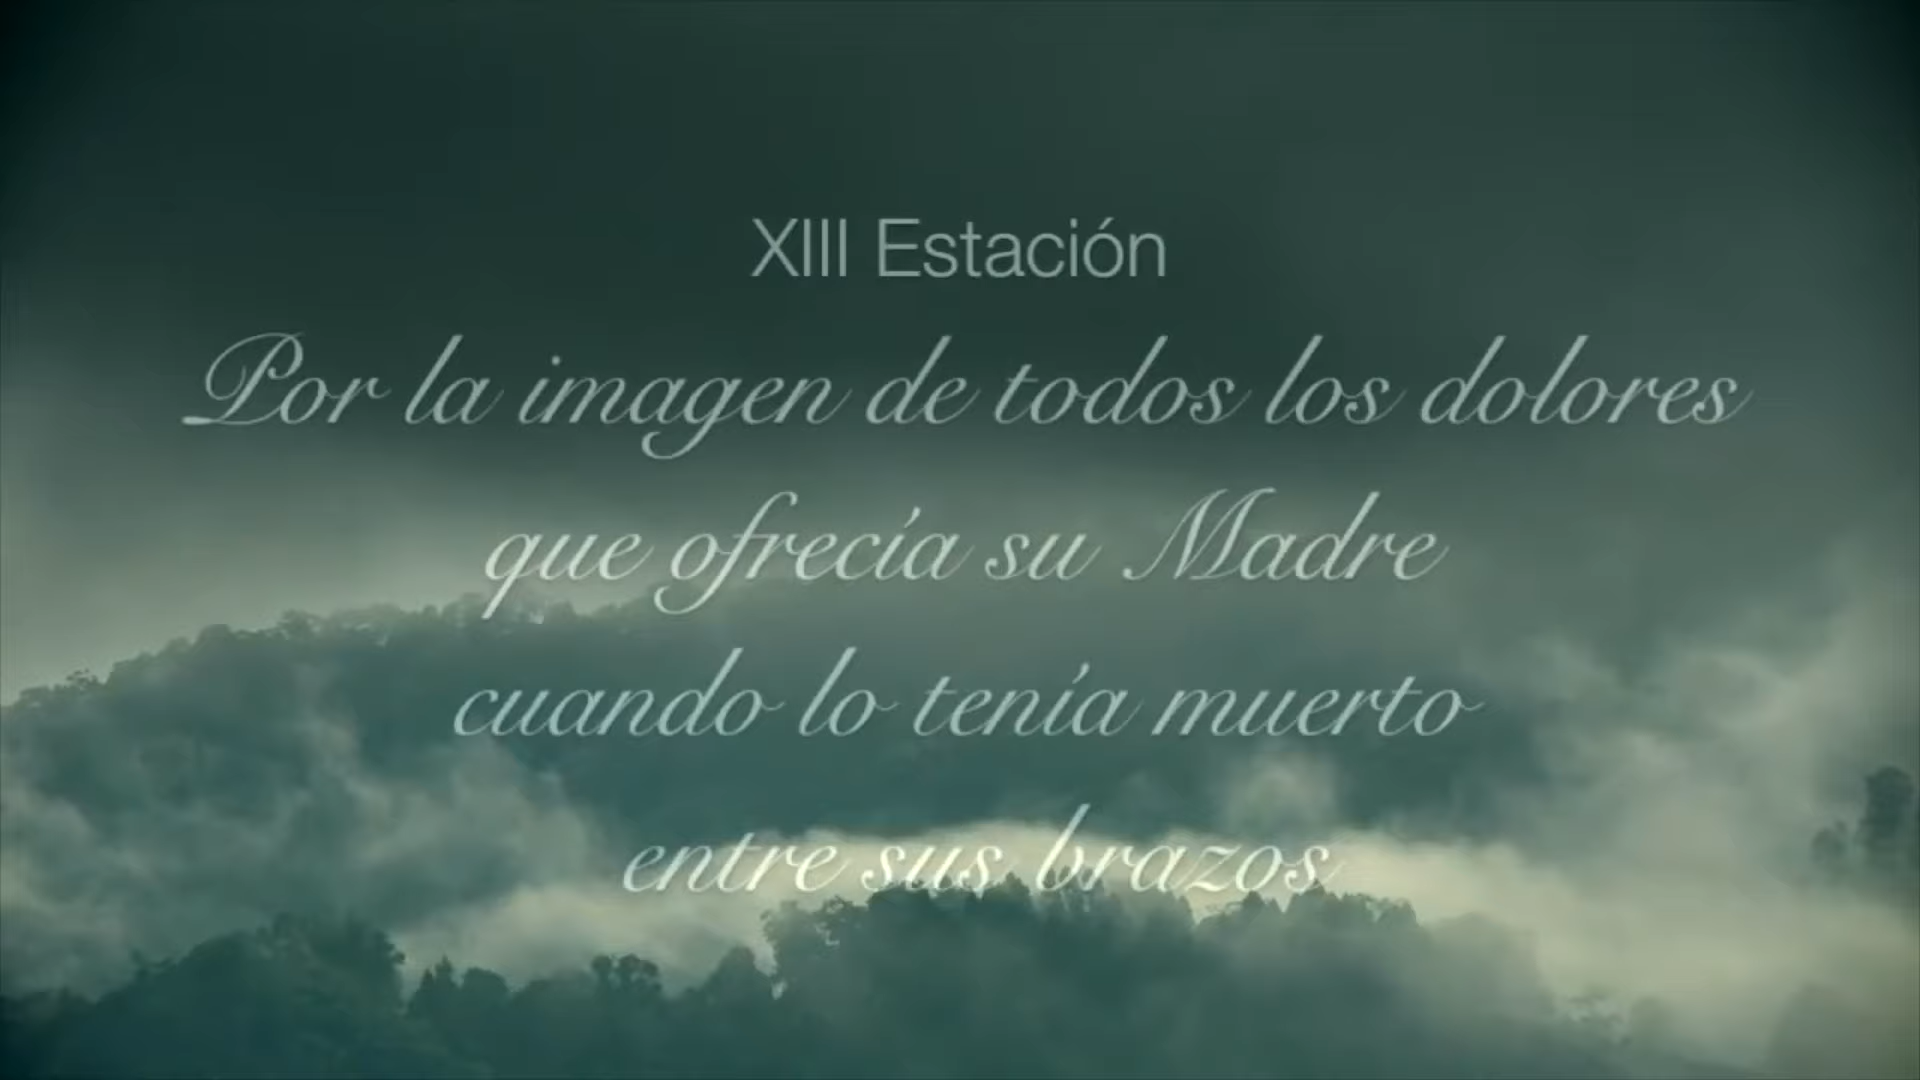 XIII Estación
Por la imagen de todos los dolores
que ofrecía su Madre
cuando lo tenía muerto
entre sus brazos